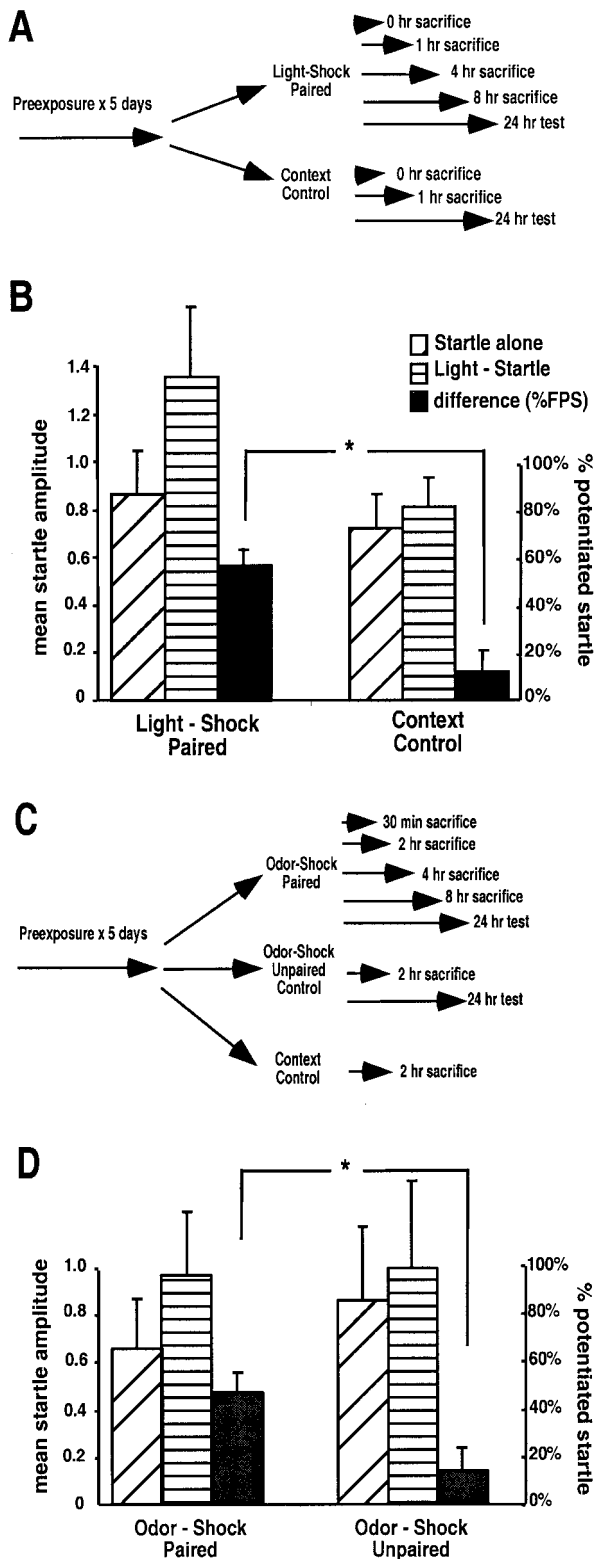 A
Preexposure x 5 days
Light-Shock
Paired
0 hr sacrifice
1 hr sacrifice
4 hr sacrifice
8 hr sacrifice
24 hr test
Context
Control
0 hr sacrifice
1 hr sacrifice
24 hr test
B
Startle alone
Light - Startle
difference (%FPS)
mean startle amplitude
1.4
1.2
1.0
0.8
0.6
0.4
0.2
0
*
100%
80%
60%
40%
20%
0%
% potentiated startle
Light - Shock
Paired
Context
Control
C
Preexposure x 5 days
Odor-Shock
Paired
30 min sacrifice
2 hr sacrifice
4 hr sacrifice
8 hr sacrifice
24 hr test
Odor-Shock
Unpaired
Control
2 hr sacrifice
24 hr test
Context
Control
2 hr sacrifice
D
*
mean startle amplitude
1.0
0.8
0.6
0.4
0.2
0
100%
80%
60%
40%
20%
0%
% potentiated startle
Odor - Shock
Paired
Odor - Shock
Unpaired